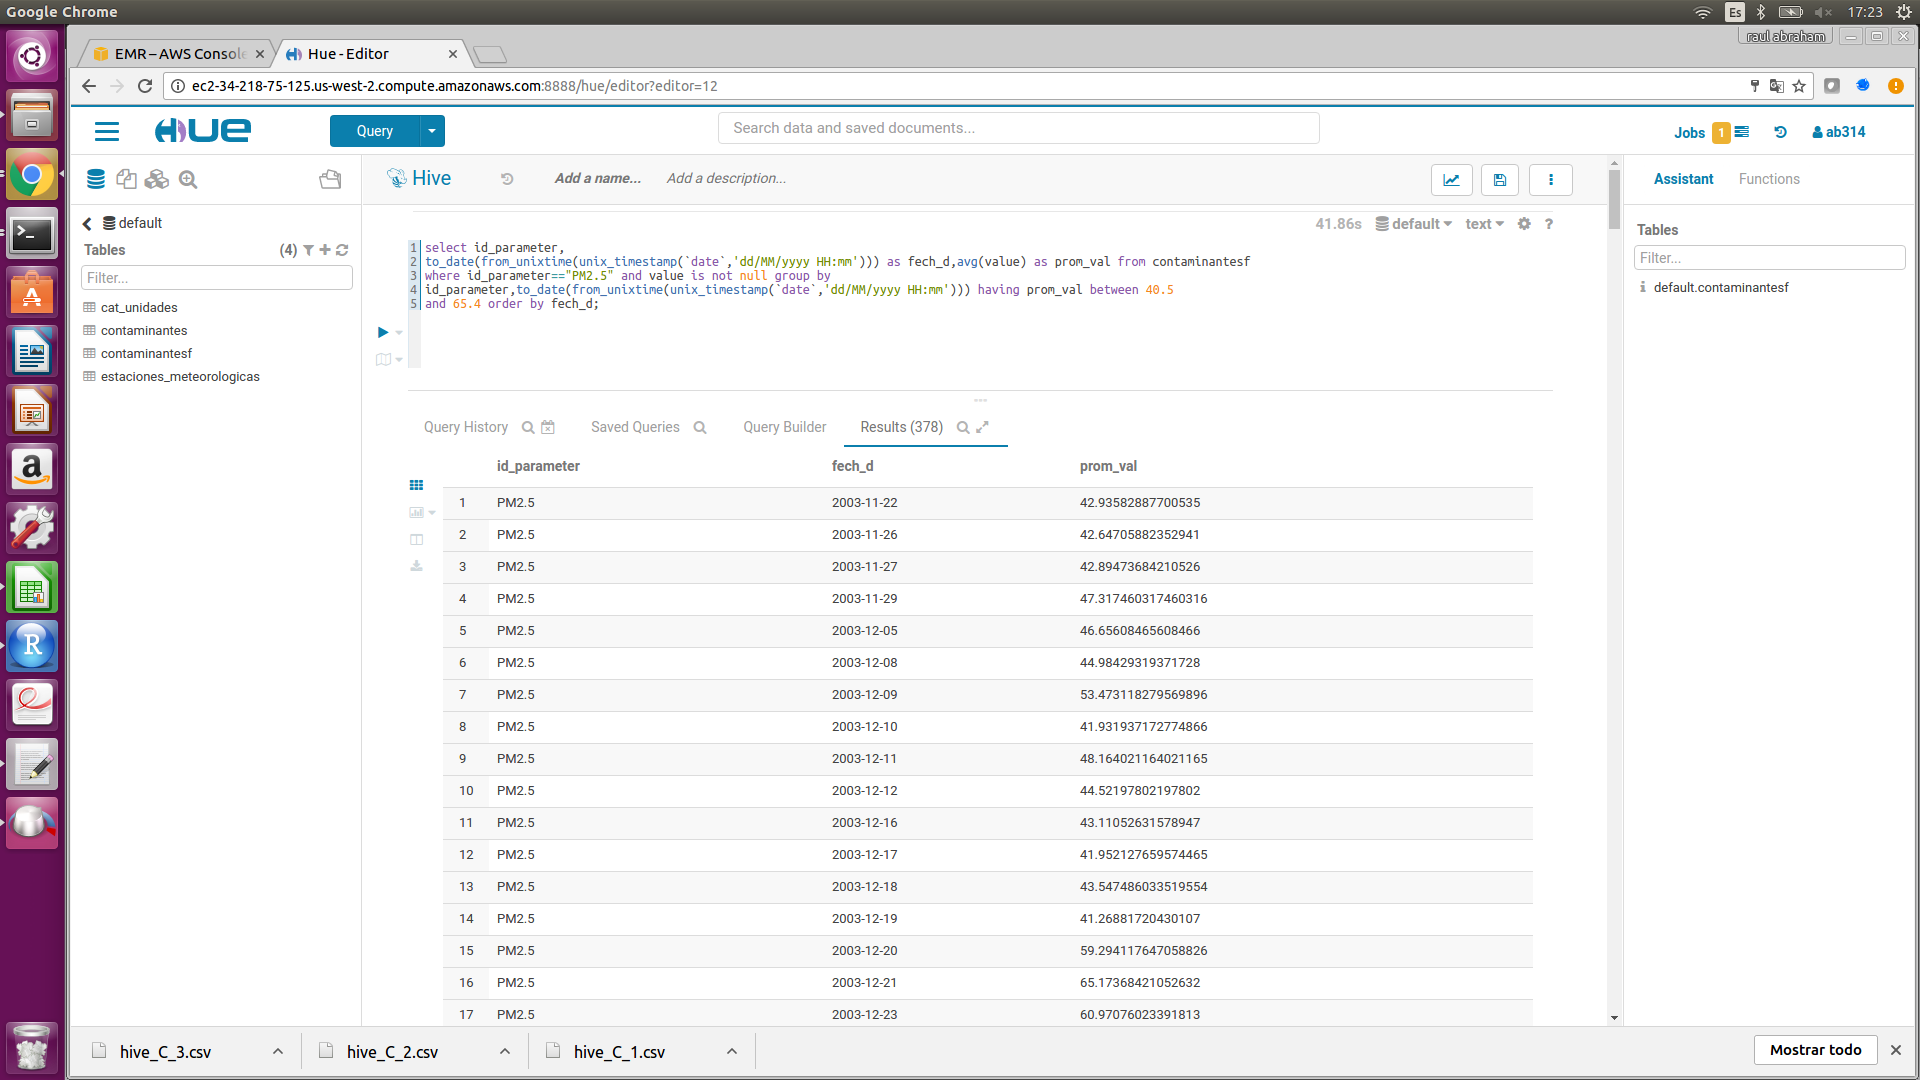 Google Chrome
Es
17:23
raul abraham
EMR – AWS Consol
Hue - Editor
ec2-34-218-75-125.us-west-2.compute.amazonaws.com:8888/hue/editor?editor=12
HUE
Query
Search data and saved documents...
Jobs 1
ab314
Hive
Add a name...
Add a description...
Assistant
Functions
default
Tables
(4)
Filter...
cat_unidades
contaminantes
contaminantesf
estaciones_meteorologicas
41.86s
default
text
?
1 select id_parameter,
2 to_date(from_unixtime(unix_timestamp(`date`,'dd/MM/yyyy HH:mm'))) as fech_d,avg(value) as prom_val from contaminantesf
3 where id_parameter=="PM2.5" and value is not null group by
4 id_parameter,to_date(from_unixtime(unix_timestamp(`date`,'dd/MM/yyyy HH:mm'))) having prom_val between 40.5
5 and 65.4 order by fech_d;
Tables
Filter...
default.contaminantesf
Query History
Saved Queries
Query Builder
Results (378)
id_parameter fech_d prom_val
1 PM2.5 2003-11-22 42.93582887700535
2 PM2.5 2003-11-26 42.64705882352941
3 PM2.5 2003-11-27 42.89473684210526
4 PM2.5 2003-11-29 47.317460317460316
5 PM2.5 2003-12-05 46.65608465608466
6 PM2.5 2003-12-08 44.98429319371728
7 PM2.5 2003-12-09 53.473118279569896
8 PM2.5 2003-12-10 41.931937172774866
9 PM2.5 2003-12-11 48.164021164021165
10 PM2.5 2003-12-12 44.52197802197802
11 PM2.5 2003-12-16 43.11052631578947
12 PM2.5 2003-12-17 41.952127659574465
13 PM2.5 2003-12-18 43.547486033519554
14 PM2.5 2003-12-19 41.26881720430107
15 PM2.5 2003-12-20 59.294117647058826
16 PM2.5 2003-12-21 65.17368421052632
17 PM2.5 2003-12-23 60.97076023391813
hive_C_3.csv
hive_C_2.csv
hive_C_1.csv
Mostrar todo